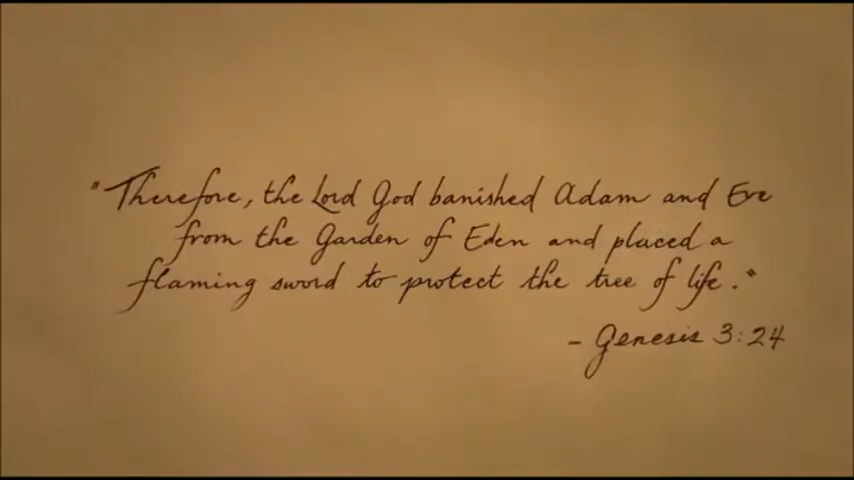 "Therefore, the Lord God banished Adam and Eve
from the Garden of Eden and placed a
flaming sword to protect the tree of life."
- Genesis 3:24